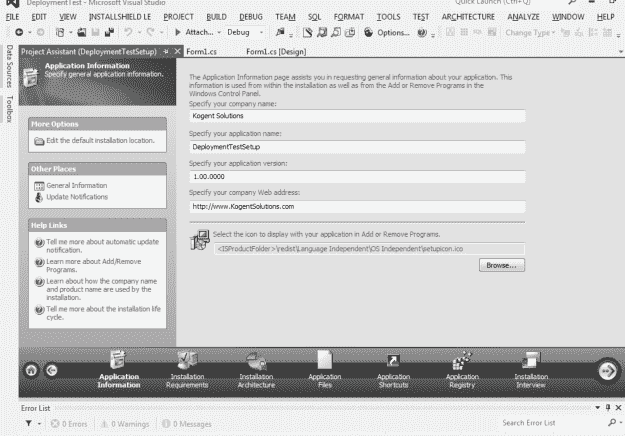 DeploymentTest - Microsoft Visual Studio
Quick Launch (Ctrl+Q)
FILE EDIT VIEW INSTALLSHIELD LE PROJECT BUILD DEBUG TEAM SQL FORMAT TOOLS TEST ARCHITECTURE ANALYZE WINDOW HELP
Attach... Debug Options... Change Type
Data Sources
Toolbox
Project Assistant (DeploymentTestSetup) Form1.cs Form1.cs [Design]
Application Information
Specify general application information.
More Options
Edit the default installation location.
Other Places
General Information
Update Notifications
Help Links
Tell me more about automatic update
notification.
Learn more about Add/Remove
Programs.
Learn about how the company name
and product name are used by the
installation.
Tell me more about the installation life
cycle.
The Application Information page assists you in requesting general information about your application. This
information is used from within the installation as well as from the Add or Remove Programs in the
Windows Control Panel.
Specify your company name:
Kogent Solutions
Specify your application name:
DeploymentTestSetup
Specify your application version:
1.00.0000
Specify your company Web address:
http://www.KogentSolutions.com
Select the icon to display with your application in Add or Remove Programs.
<ISProductFolder>\redist\Language Independent\OS Independent\setupicon.ico
Browse...
Application
Information
Installation
Requirements
Installation
Architecture
Application
Files
Application
Shortcuts
Application
Registry
Installation
Interview
Error List
0 Errors 0 Warnings 0 Messages
Search Error List